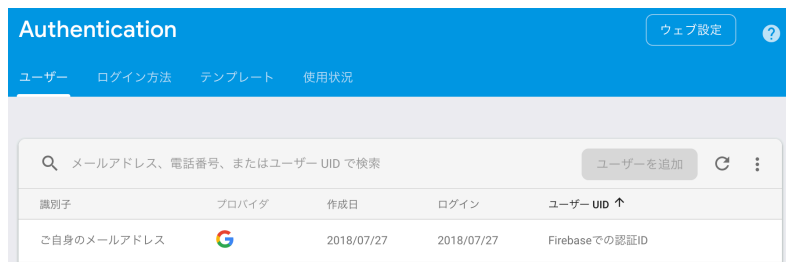 Authentication
ウェブ設定
?
ユーザー ログイン方法 テンプレート 使用状況
メールアドレス、電話番号、またはユーザー UID で検索
ユーザーを追加
識別子 プロバイダ 作成日 ログイン ユーザー UID ↑
ご自身のメールアドレス G 2018/07/27 2018/07/27 Firebaseでの認証ID